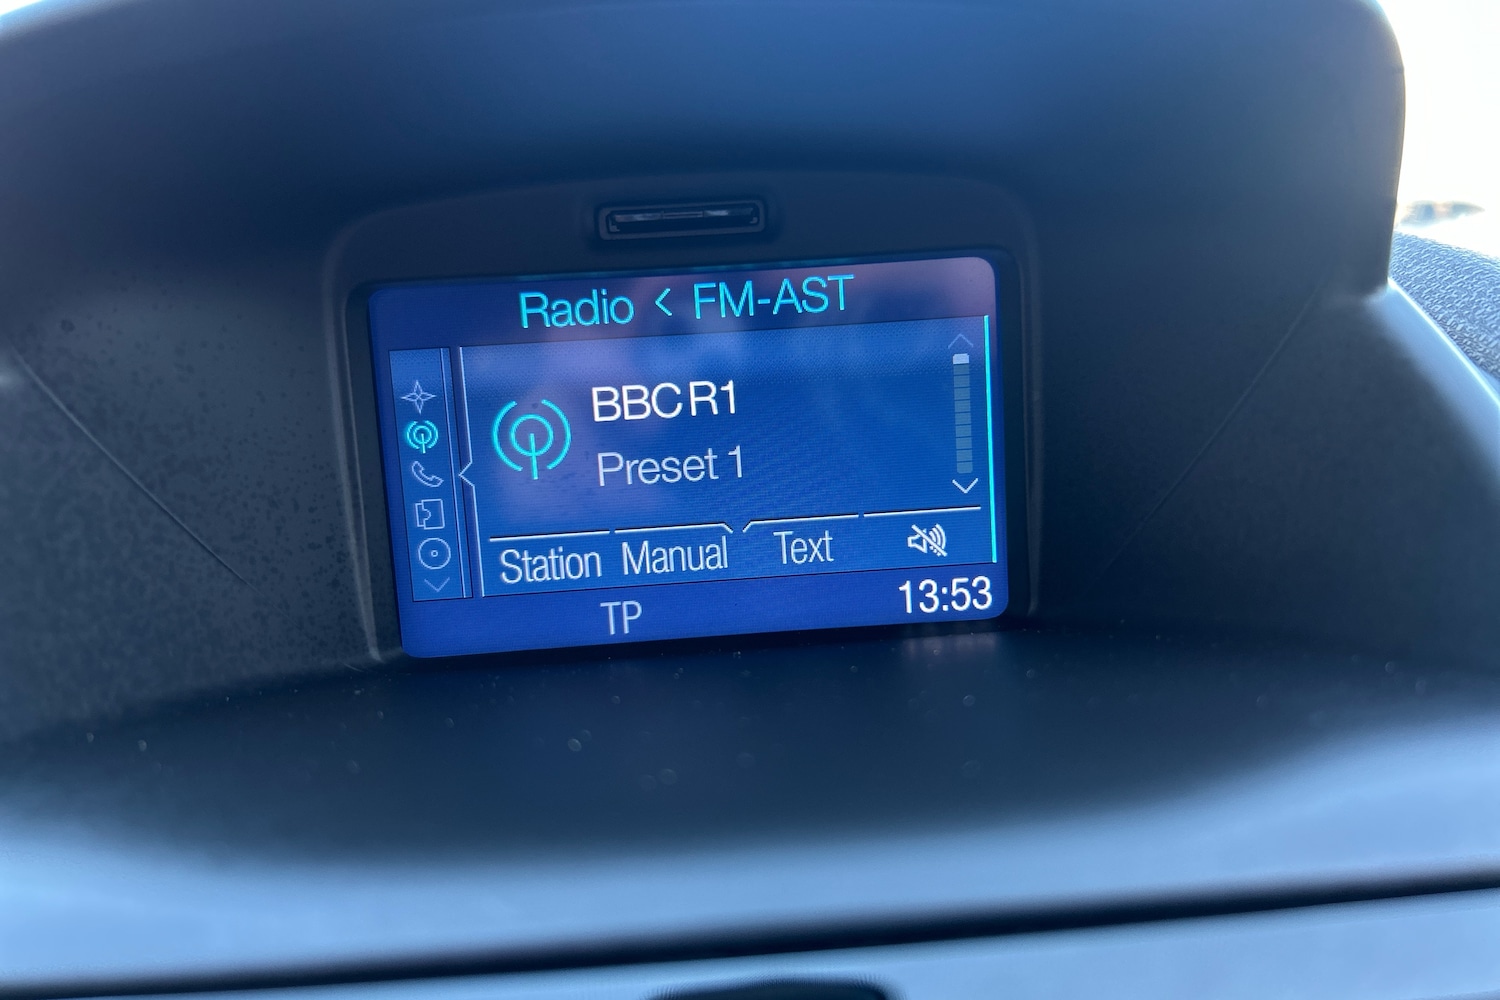 Radio < FM-AST
BBC R1
Preset 1
Station Manual Text
TP 13:53